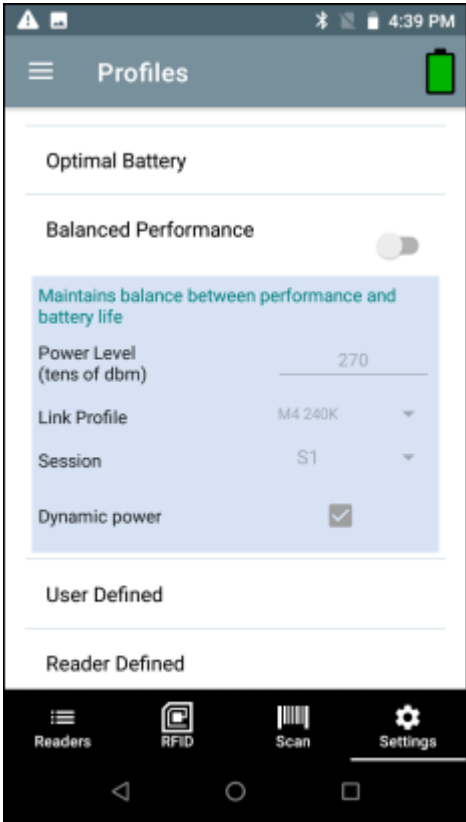 4:39 PM
Profiles
Optimal Battery
Balanced Performance
Maintains balance between performance and
battery life
Power Level
(tens of dbm)
270
Link Profile
M4 240K
Session
S1
Dynamic power
User Defined
Reader Defined
Readers
RFID
Scan
Settings